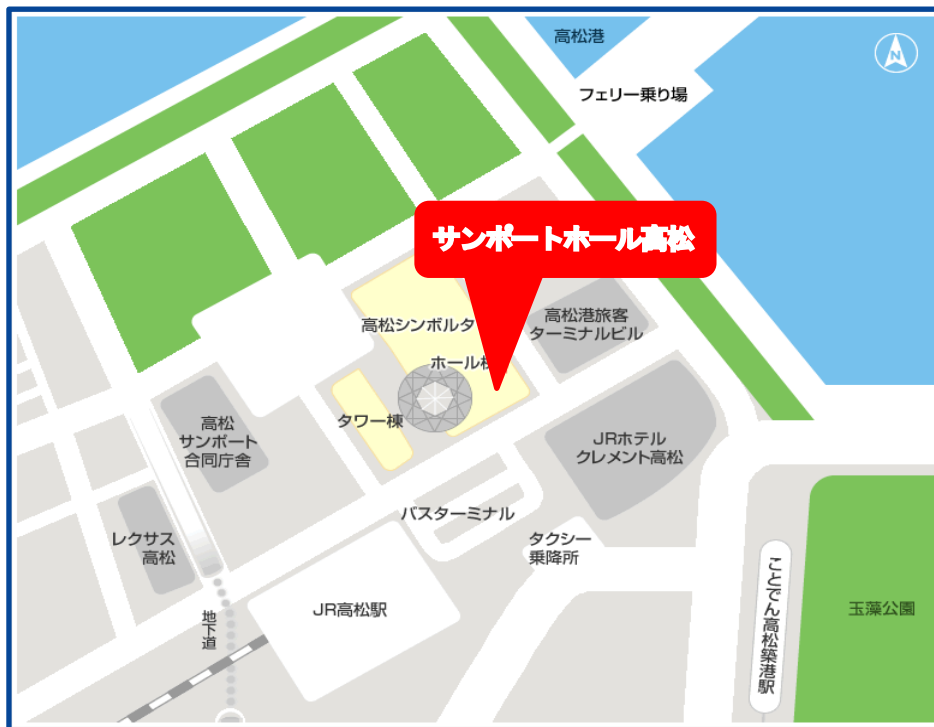 高松港
N
フェリー乗り場
サンポートホール高松
高松港旅客
ターミナルビル
高松シンボルタ
ホール棟
タワー棟
高松
サンポート
合同庁舎
JRホテル
クレメント高松
バスターミナル
タクシー
乗降所
レクサス
高松
地下道
JR高松駅
ことでん高松築港駅
玉藻公園